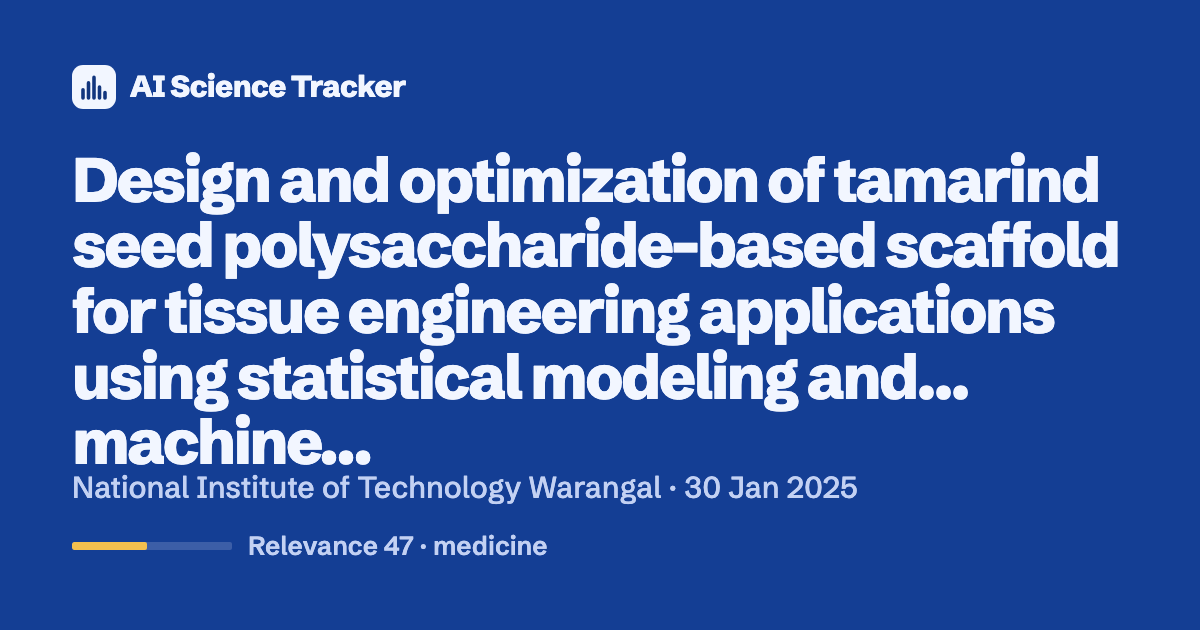 AI Science Tracker
Design and optimization of tamarind
seed polysaccharide-based scaffold
for tissue engineering applications
using statistical modeling and...
machine...
National Institute of Technology Warangal · 30 Jan 2025
Relevance 47 · medicine